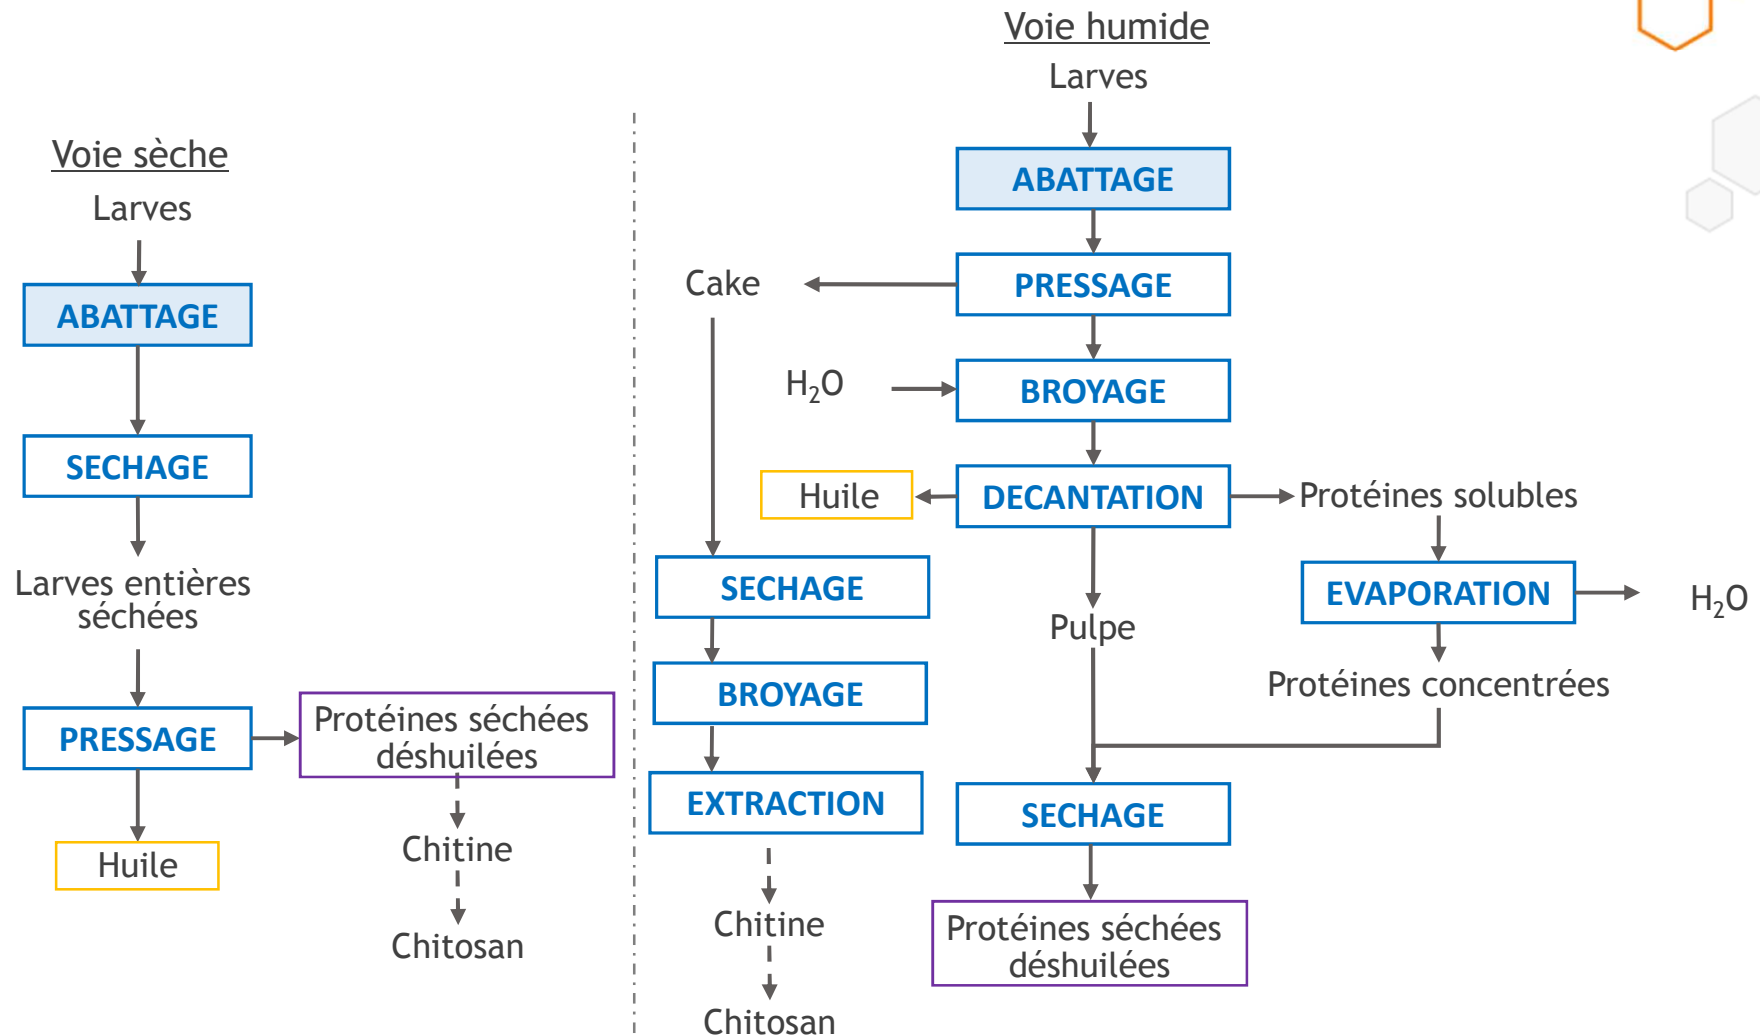 Voie sèche
Larves
ABATTAGE
SECHAGE
Larves entières
séchées
PRESSAGE
Protéines séchées
déshuilées
Huile
Chitine
Chitosan
Voie humide
Larves
ABATTAGE
PRESSAGE
Cake
H₂O
BROYAGE
Huile
DECANTATION
Protéines solubles
SECHAGE
EVAPORATION
H₂O
Pulpe
BROYAGE
Protéines concentrées
EXTRACTION
SECHAGE
Chitine
Chitosan
Protéines séchées
déshuilées